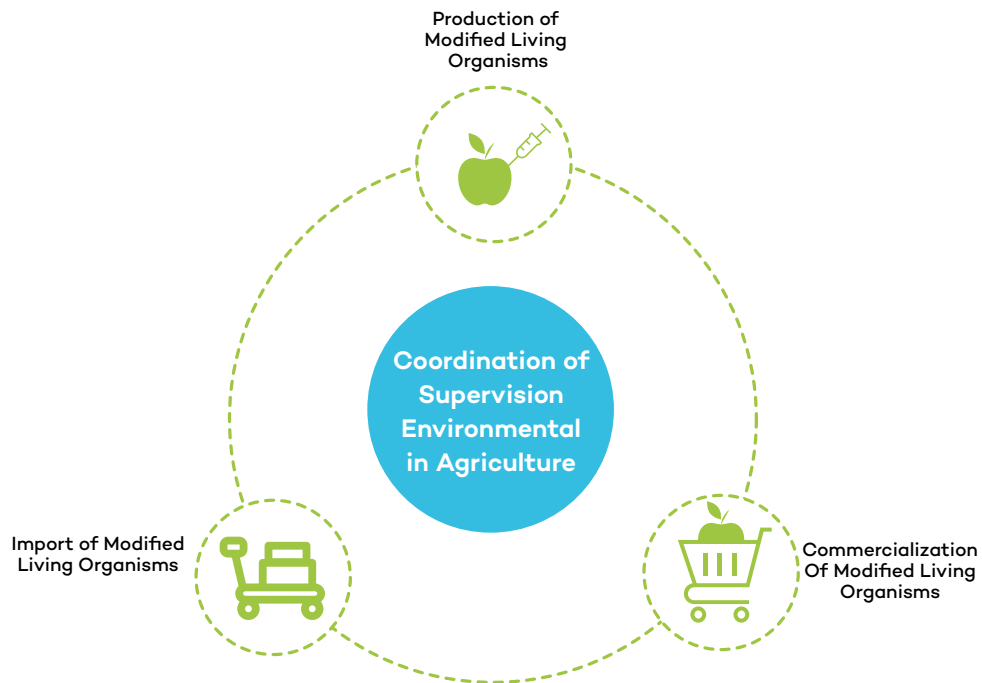 Production of
Modified Living
Organisms
Coordination of
Supervision
Environmental
in Agriculture
Import of Modified
Living Organisms
Commercialization
Of Modified Living
Organisms